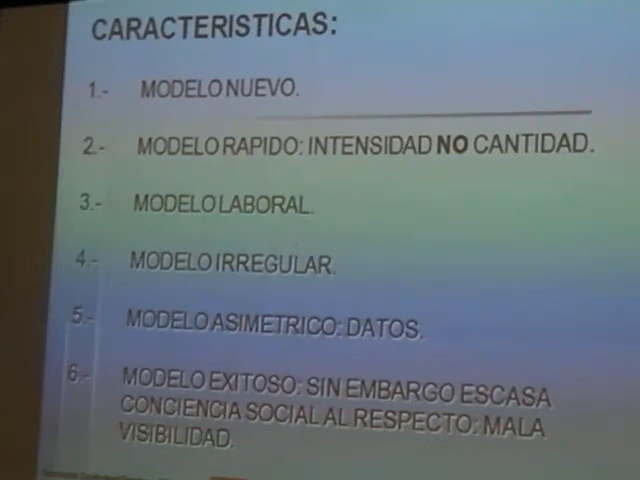 CARACTERISTICAS:
1.- MODELO NUEVO.
2.- MODELO RAPIDO: INTENSIDAD NO CANTIDAD.
3.- MODELO LABORAL.
4.- MODELO IRREGULAR.
5.- MODELO ASIMETRICO: DATOS.
6.- MODELO EXITOSO: SIN EMBARGO ESCASA
CONCIENCIA SOCIAL AL RESPECTO: MALA
VISIBILIDAD.